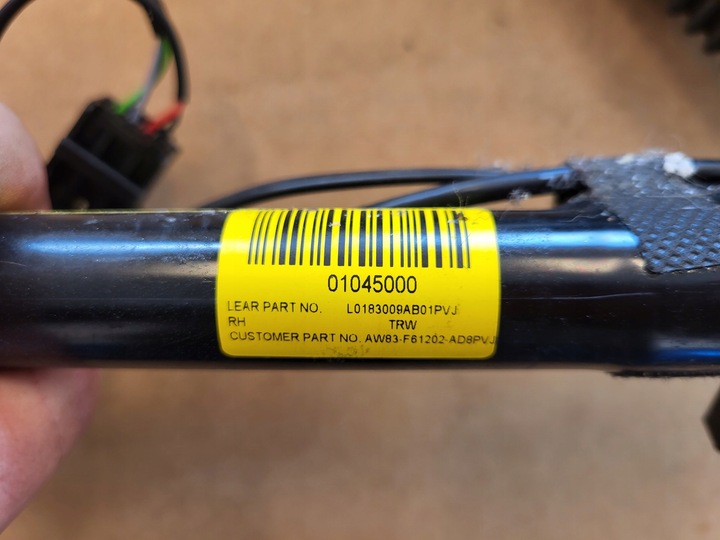 01045000
LEAR PART NO. L0183009AB01PVJ
RH TRW
CUSTOMER PART NO. AW83-F61202-AD8PVJ